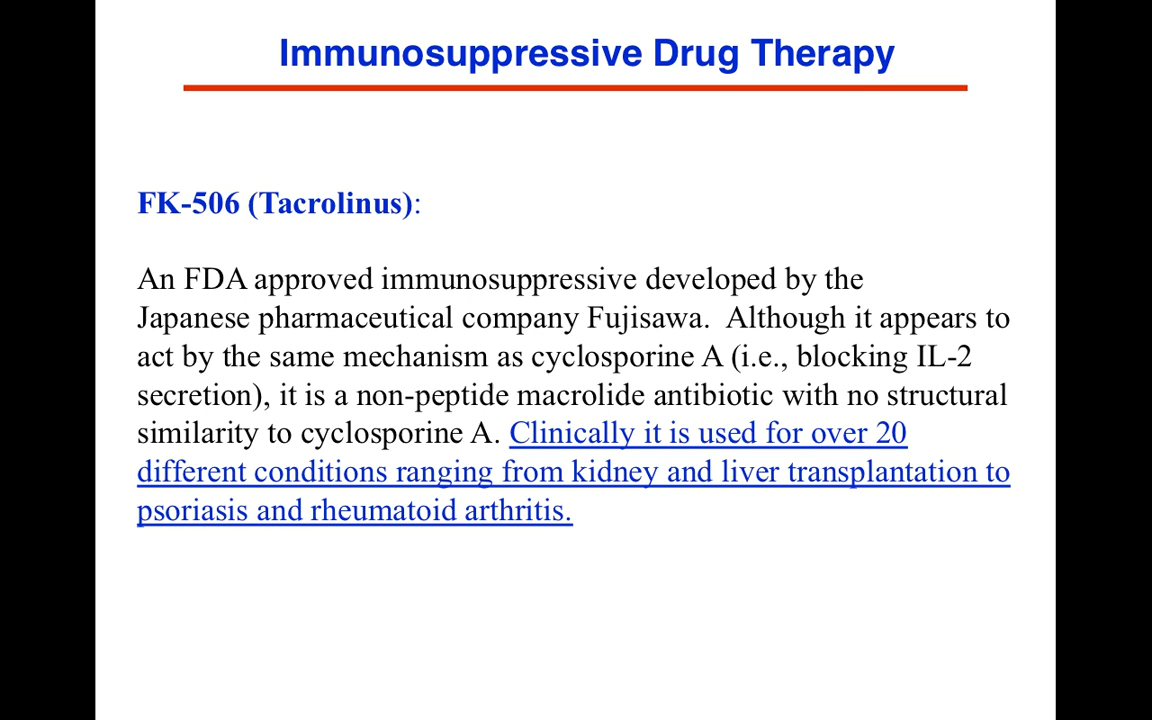 Immunosuppressive Drug Therapy
FK-506 (Tacrolinus):
An FDA approved immunosuppressive developed by the
Japanese pharmaceutical company Fujisawa.  Although it appears to
act by the same mechanism as cyclosporine A (i.e., blocking IL-2
secretion), it is a non-peptide macrolide antibiotic with no structural
similarity to cyclosporine A. Clinically it is used for over 20
different conditions ranging from kidney and liver transplantation to
psoriasis and rheumatoid arthritis.